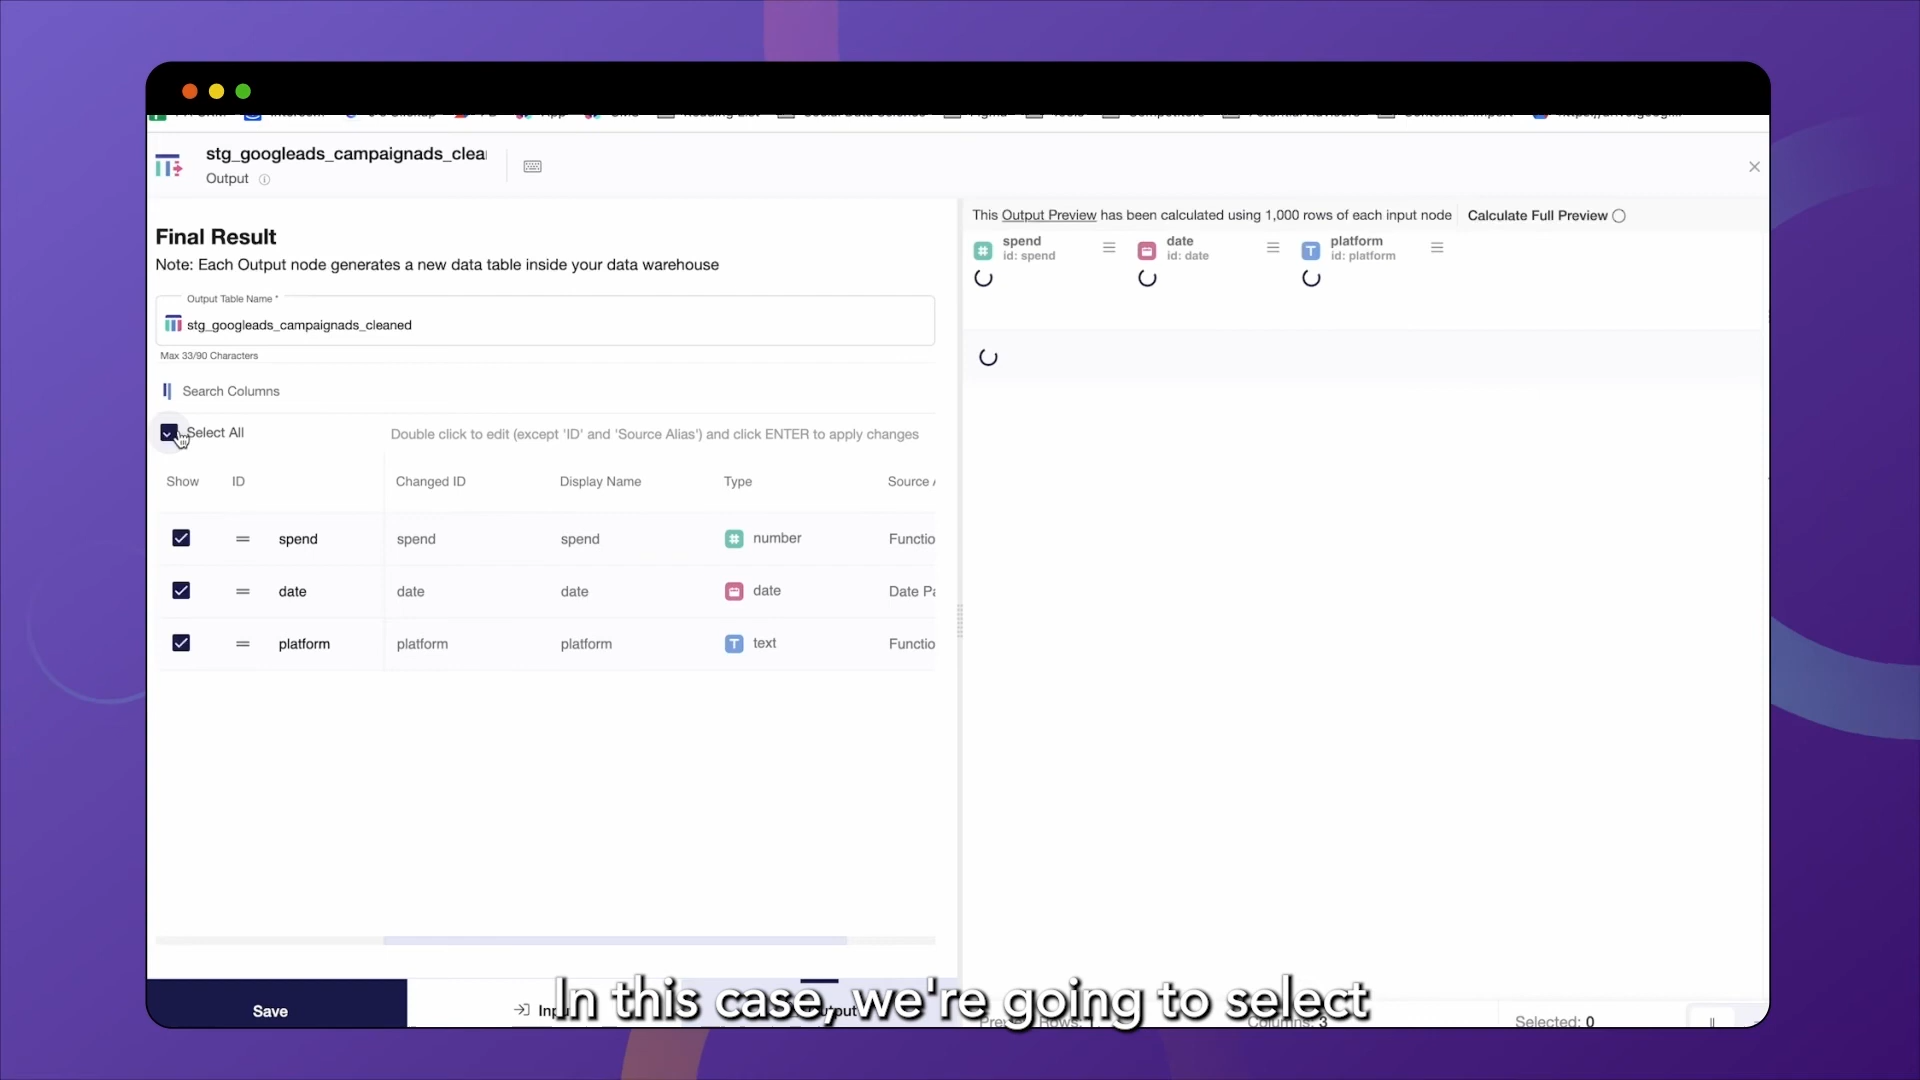 stg_googleads_campaignads_clea
Output
Final Result
Note: Each Output node generates a new data table inside your data warehouse
Output Table Name *
stg_googleads_campaignads_cleaned
Max 33/90 Characters
Search Columns
Select All
Double click to edit (except 'ID' and 'Source Alias') and click ENTER to apply changes
Show ID Changed ID Display Name Type Source
spend spend spend number Functio
date date date date Date Pa
platform platform platform text Functio
Save
This Output Preview has been calculated using 1,000 rows of each input node Calculate Full Preview
spend
id: spend
date
id: date
platform
id: platform
Columns: 3
Selected: 0
In this case, we're going to select